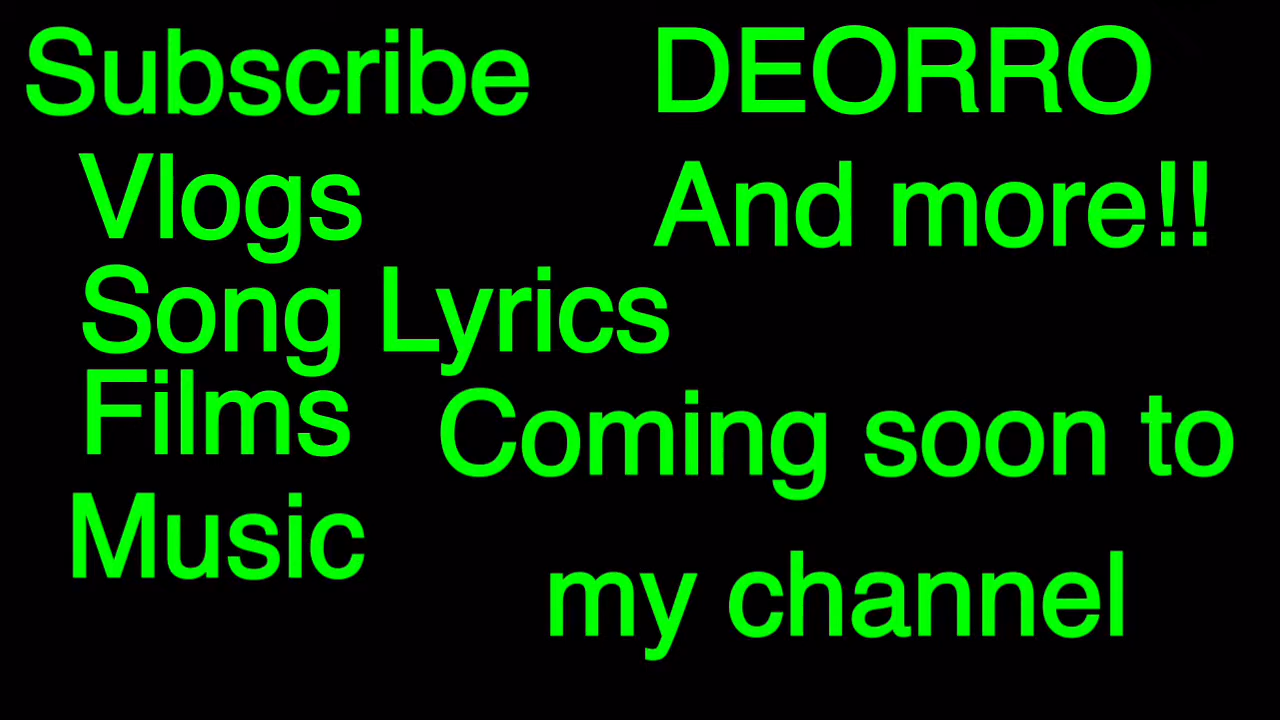 Subscribe
Vlogs
Song Lyrics
Films
Music
DEORRO
And more!!
Coming soon to
my channel